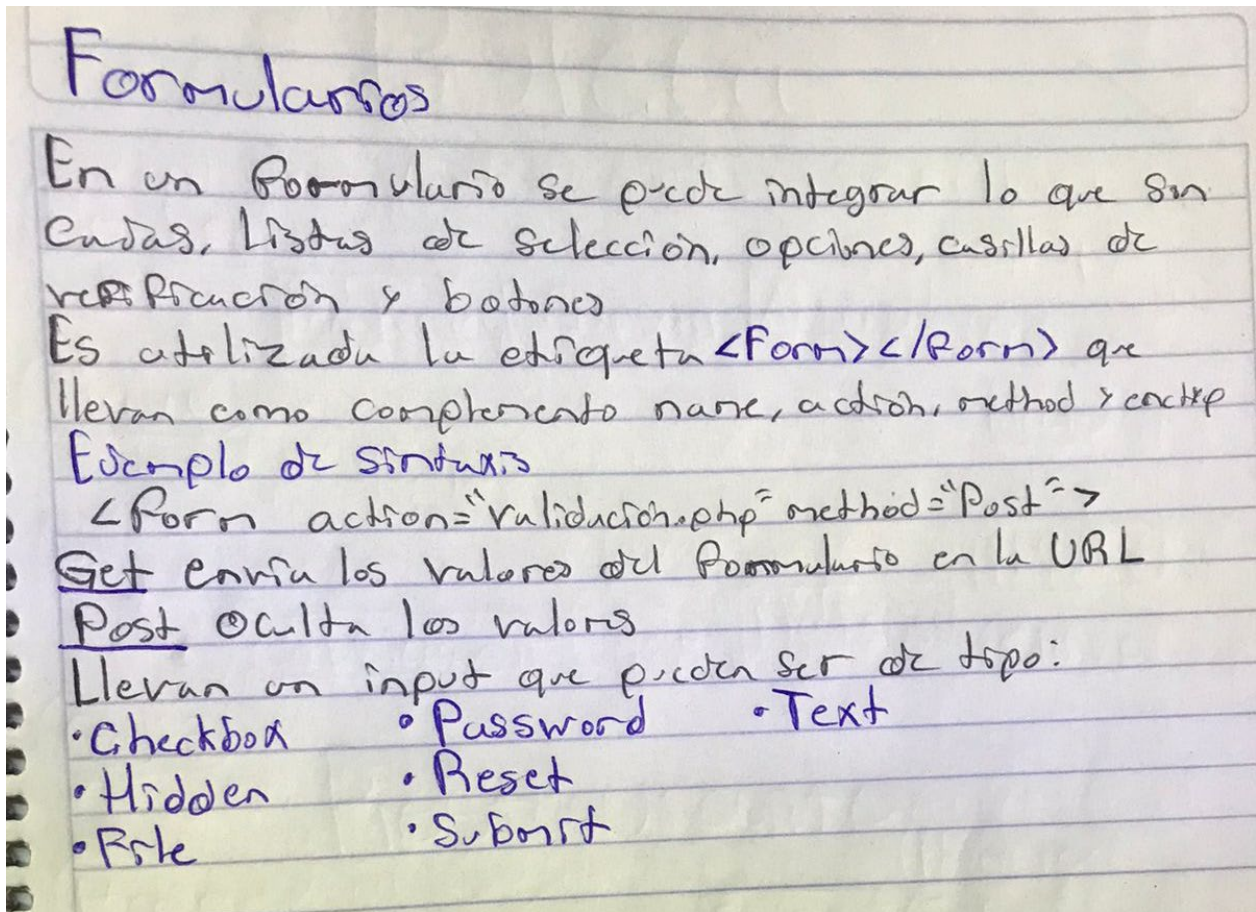 Formularios
En un formulario se puede integrar lo que son
cajas, listas de selección, opciones, casillas de
verificación y botones
Es utilizada la etiqueta <Form></form> que
llevan como complemento name, action, method y enctyp
Ejemplo de sintaxis
<form action="validación.php" method="Post">
Get envía los valores del formulario en la URL
Post oculta los valores
Llevan un input que pueden ser de tipo:
•Checkbox •Password •Text
•Hidden •Reset
•File •Submit